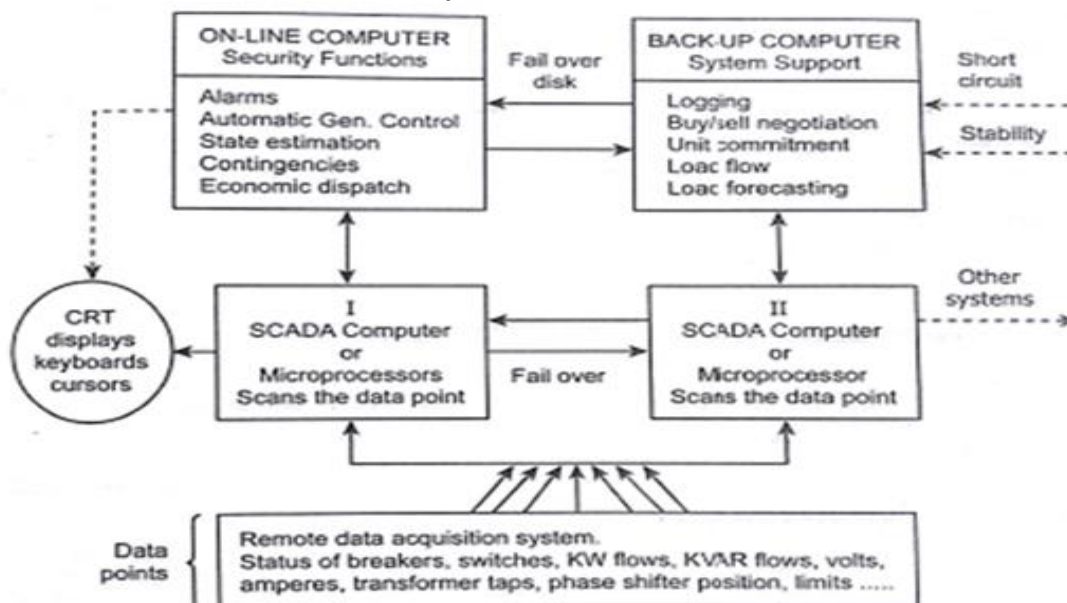 ON-LINE COMPUTER
Security Functions
Alarms
Automatic Gen. Control
State estimation
Contingencies
Economic dispatch
Fail over
disk
BACK-UP COMPUTER
System Support
Logging
Buy/sell negotiation
Unit commitment
Load flow
Load forecasting
Short
circuit
Stability
CRT
displays
keyboards
cursors
I
SCADA Computer
or
Microprocessors
Scans the data point
Fail over
II
SCADA Computer
or
Microprocessor
Scans the data point
Other
systems
Data
points
Remote data acquisition system.
Status of breakers, switches, KW flows, KVAR flows, volts,
amperes, transformer taps, phase shifter position, limits .....